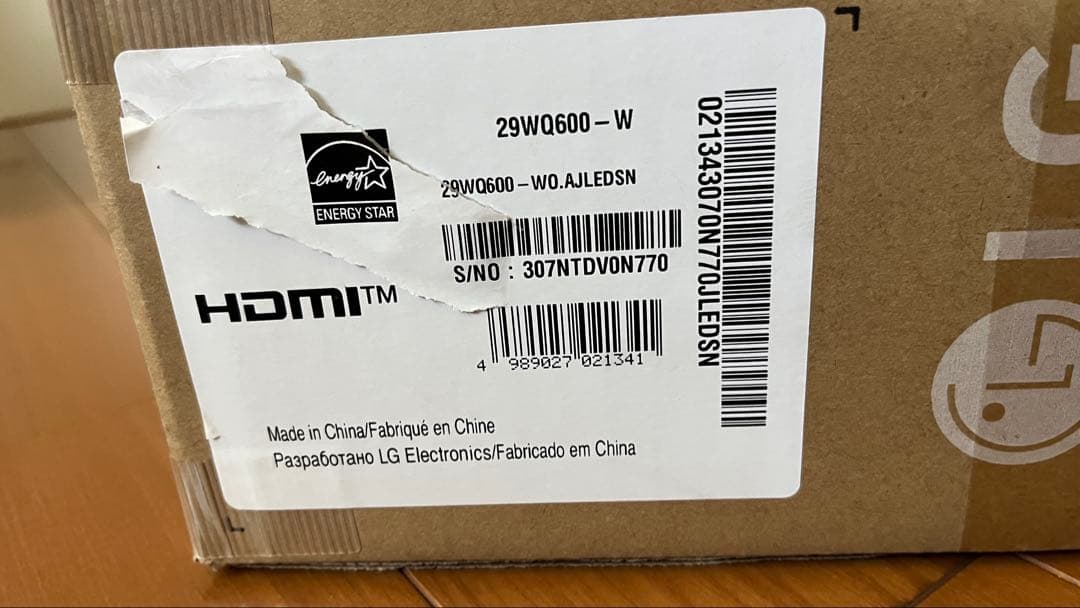 energy
ENERGY STAR
29WQ600-W
29WQ600-WO.AJLEDSN
S/NO : 307NTDV0N770
HDMI™
4 989027 021341
021343070N770JLEDSN
Made in China/Fabriqué en Chine
Разработано LG Electronics/Fabricado em China
LG